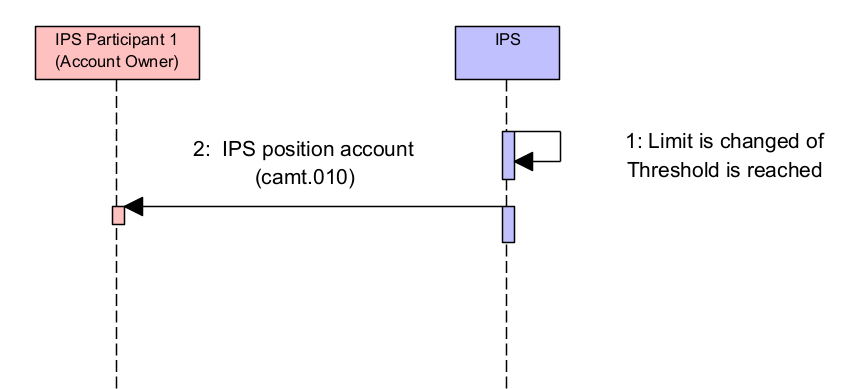 IPS Participant 1
(Account Owner)
IPS
1: Limit is changed of
Threshold is reached
2:  IPS position account
(camt.010)